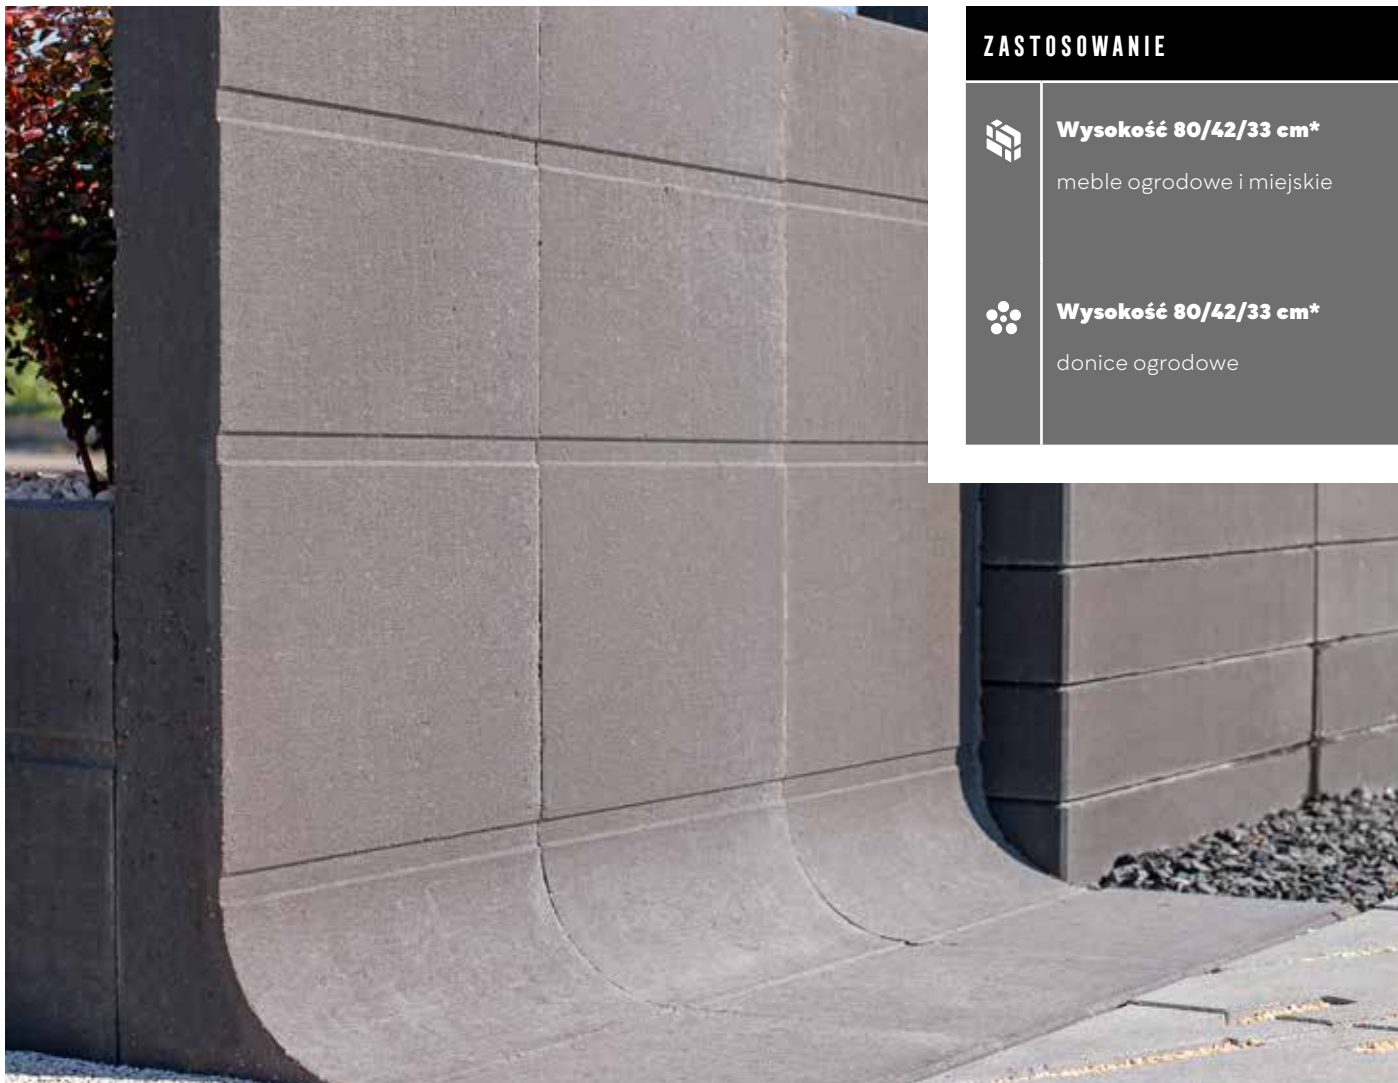 ZASTOSOWANIE
Wysokość 80/42/33 cm*
meble ogrodowe i miejskie
Wysokość 80/42/33 cm*
donice ogrodowe